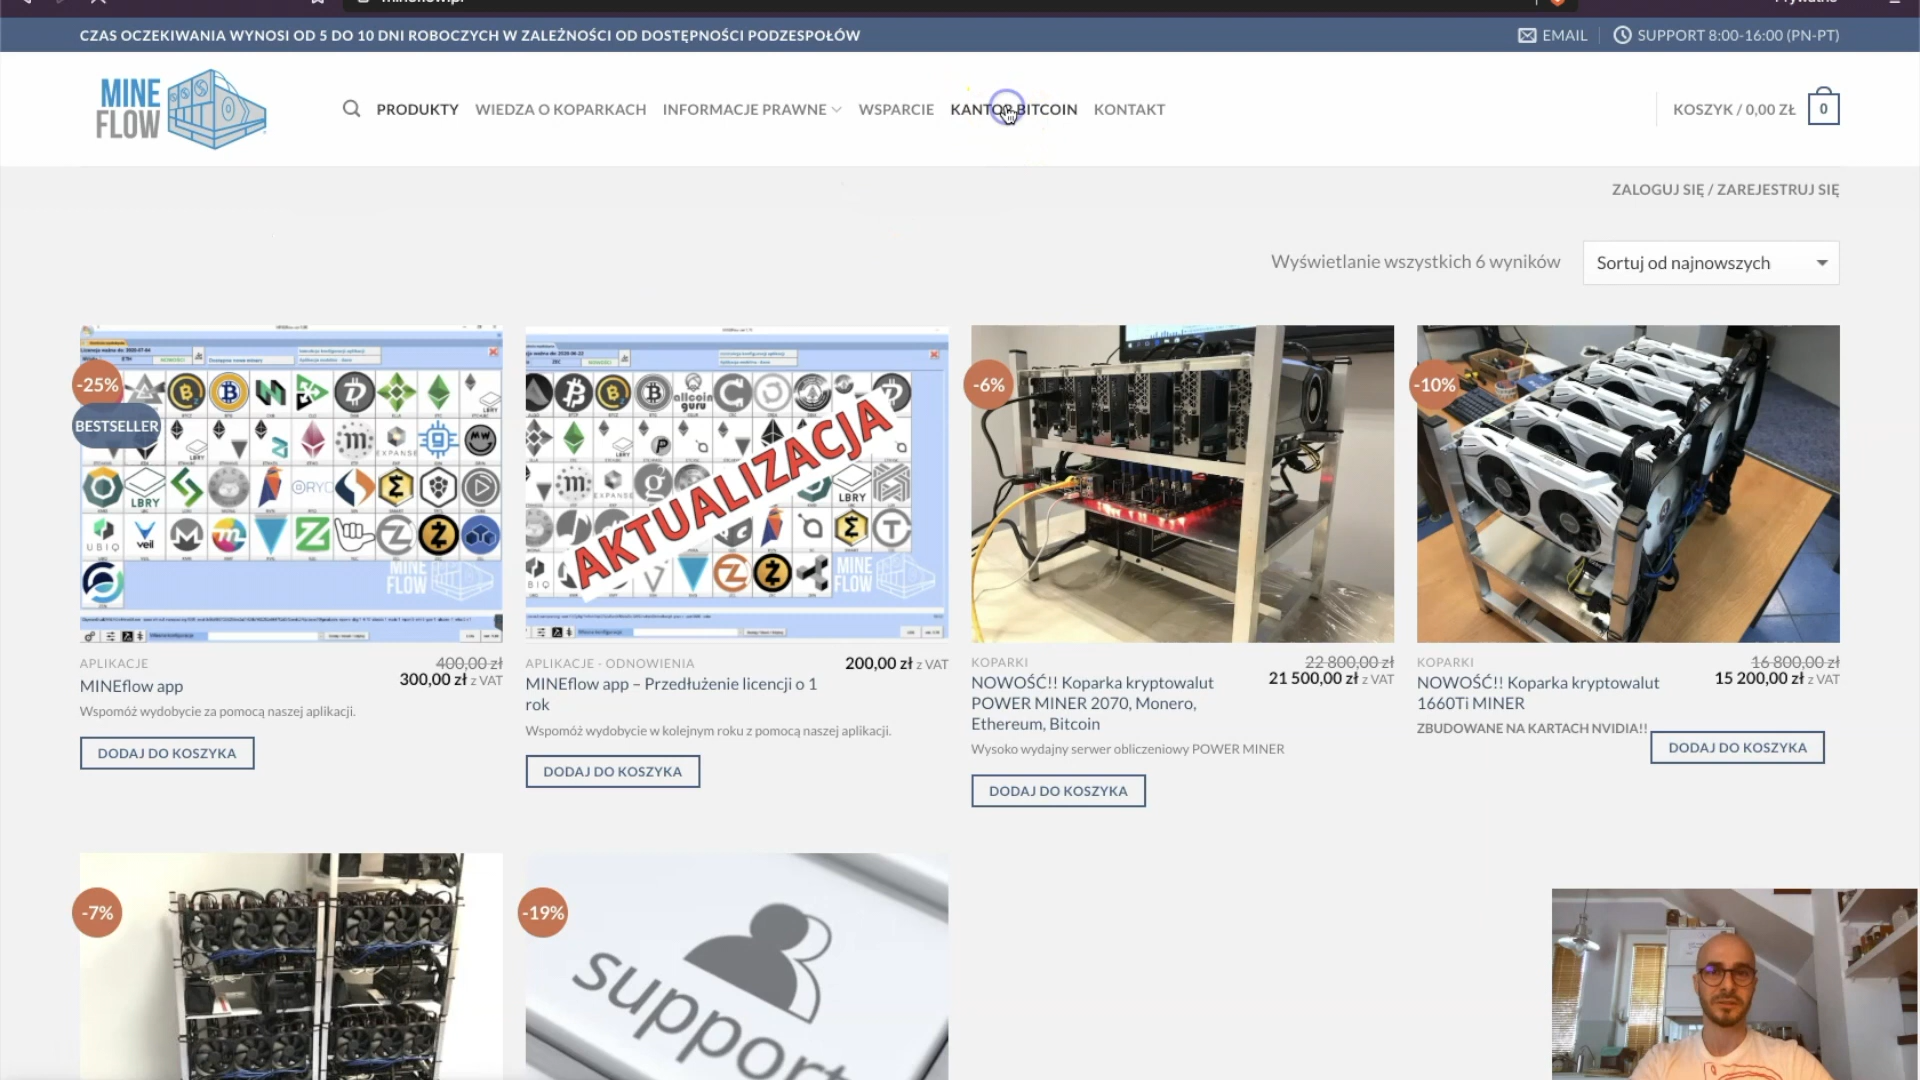 CZAS OCZEKIWANIA WYNOSI OD 5 DO 10 DNI ROBOCZYCH W ZALEŻNOŚCI OD DOSTĘPNOŚCI PODZESPOŁÓW
EMAIL
SUPPORT 8:00-16:00 (PN-PT)
MINE
FLOW
PRODUKTY
WIEDZA O KOPARKACH
INFORMACJE PRAWNE
WSPARCIE
KANTOR BITCOIN
KONTAKT
KOSZYK / 0,00 ZŁ
0
ZALOGUJ SIĘ / ZAREJESTRUJ SIĘ
Wyświetlanie wszystkich 6 wyników
Sortuj od najnowszych
-25%
BESTSELLER
AKTUALIZACJA
-6%
-10%
APLIKACJE
400,00 zł
MINEflow app
300,00 zł z VAT
Wspomóż wydobycie za pomocą naszej aplikacji.
DODAJ DO KOSZYKA
APLIKACJE - ODNOWIENIA
200,00 zł z VAT
MINEflow app – Przedłużenie licencji o 1
rok
Wspomóż wydobycie w kolejnym roku z pomocą naszej aplikacji.
DODAJ DO KOSZYKA
KOPARKI
22 800,00 zł
21 500,00 zł z VAT
NOWOŚĆ!! Koparka kryptowalut
POWER MINER 2070, Monero,
Ethereum, Bitcoin
Wysoko wydajny serwer obliczeniowy POWER MINER
DODAJ DO KOSZYKA
KOPARKI
16 800,00 zł
15 200,00 zł z VAT
NOWOŚĆ!! Koparka kryptowalut
1660Ti MINER
ZBUDOWANE NA KARTACH NVIDIA!!
DODAJ DO KOSZYKA
-7%
-19%
support